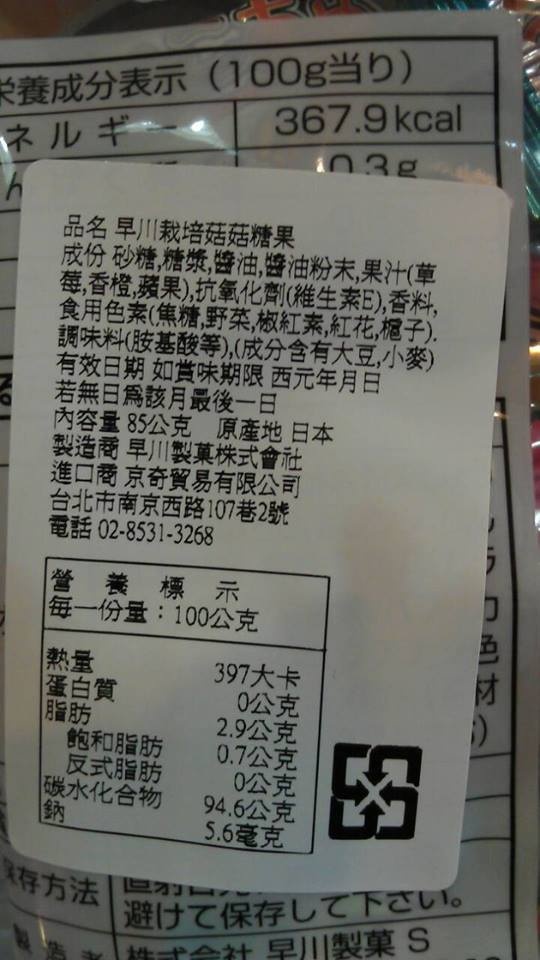 栄養成分表示(100g当り)
ネルギー 367.9kcal
0.3g
品名 早川栽培菇菇糖果
成份 砂糖,糖漿,醬油,醬油粉末,果汁(草
莓,香橙,蘋果),抗氧化劑(維生素E),香料,
食用色素(焦糖,野菜,椒紅素,紅花,梔子).
調味料(胺基酸等),(成分含有大豆,小麥)
有效日期 如賞味期限 西元年月日
若無日為該月最後一日
內容量 85公克 原產地 日本
製造商 早川製菓株式會社
進口商 京奇貿易有限公司
台北市南京西路107巷2號
電話 02-8531-3268
營養標示
每一份量：100公克
熱量 397大卡
蛋白質 0公克
脂肪 2.9公克
飽和脂肪 0.7公克
反式脂肪 0公克
碳水化合物 94.6公克
鈉 5.6毫克
保存方法
避けて保存して下さい。
製造者 株式会社 早川製菓 S